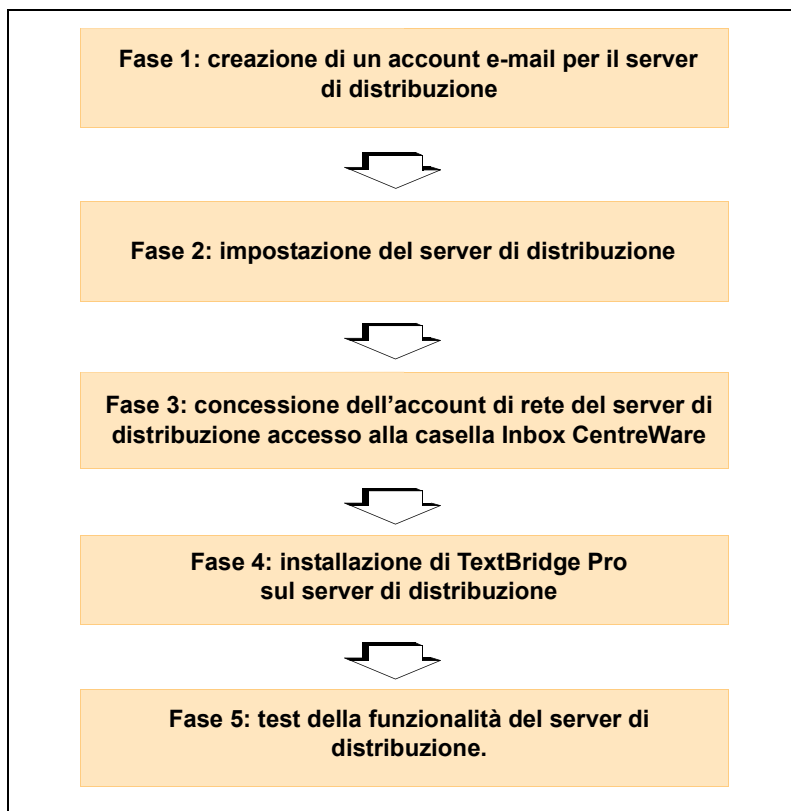 Fase 1: creazione di un account e-mail per il server
di distribuzione
Fase 2: impostazione del server di distribuzione
Fase 3: concessione dell’account di rete del server di
distribuzione accesso alla casella Inbox CentreWare
Fase 4: installazione di TextBridge Pro
sul server di distribuzione
Fase 5: test della funzionalità del server di
distribuzione.